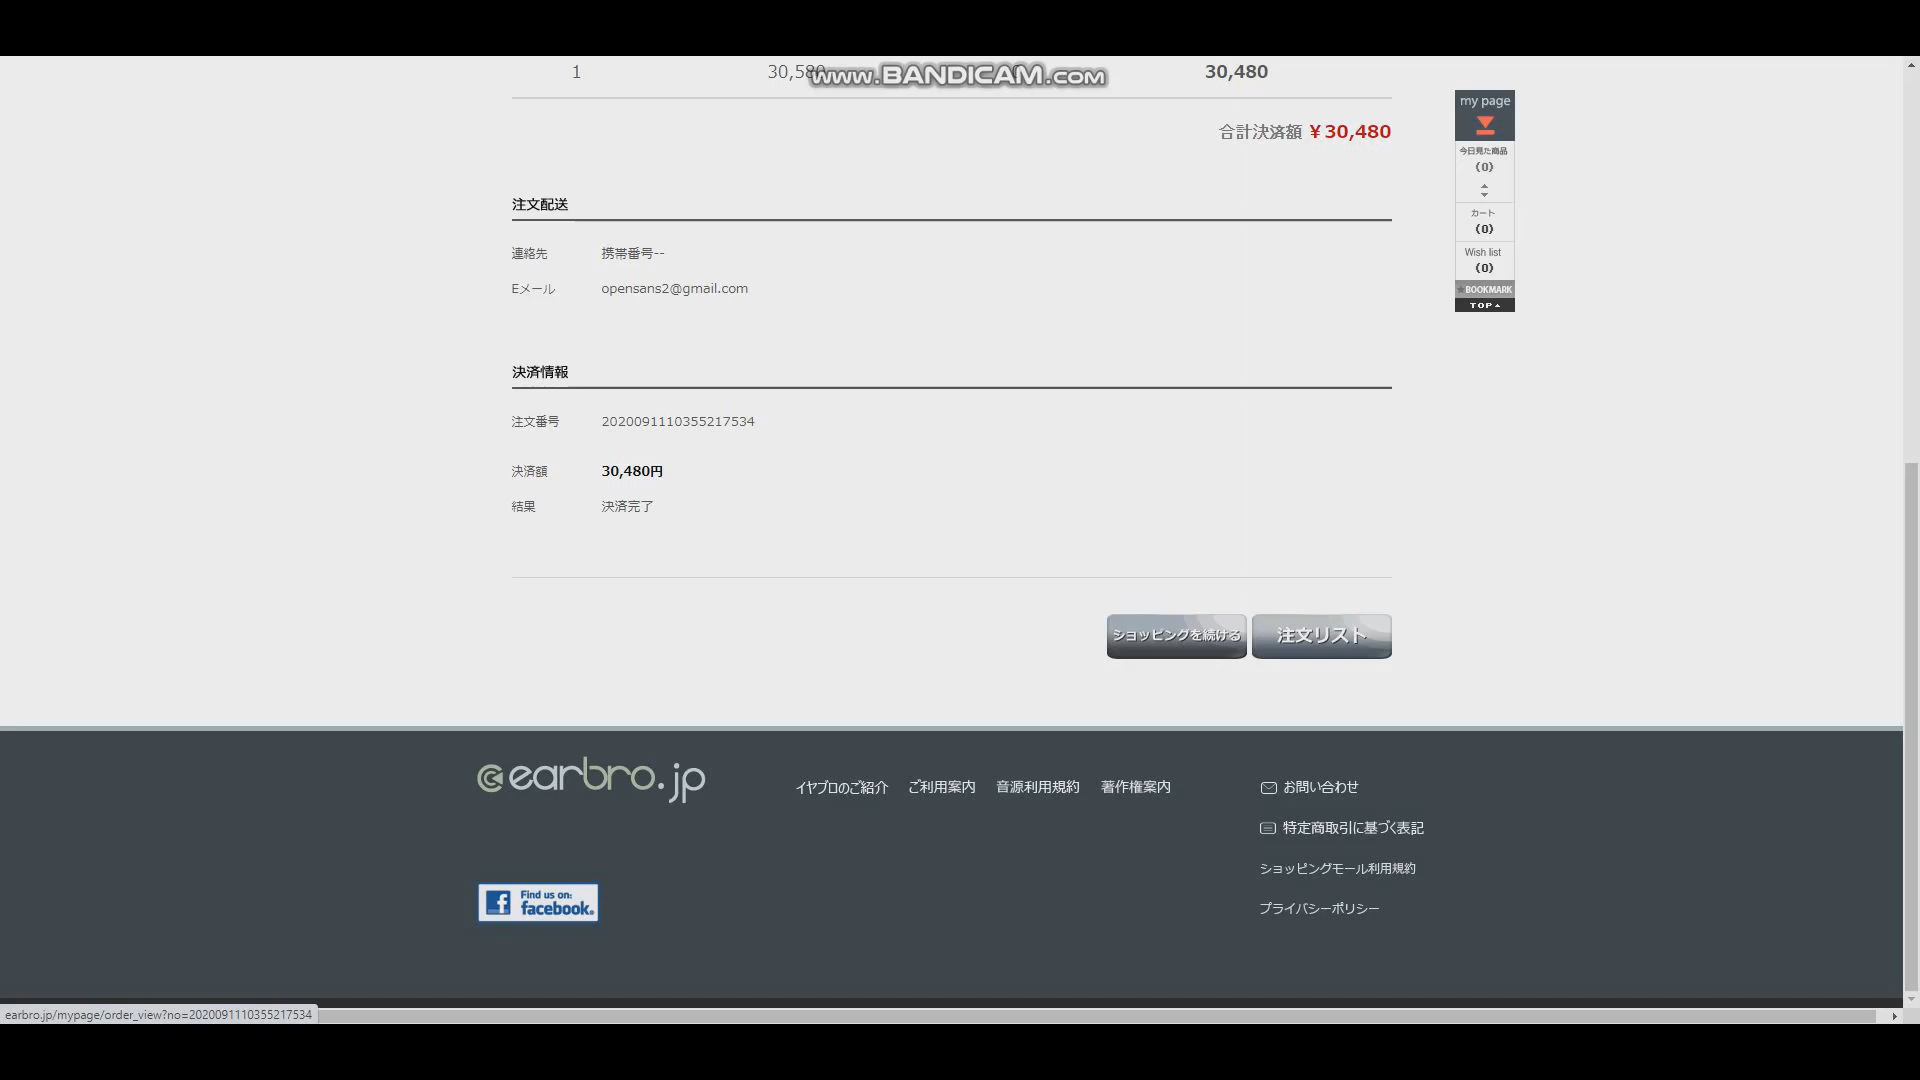 1 30,580 0 30,480
www.BANDICAM.com
合計決済額 ¥30,480
my page
今日見た商品
(0)
カート
(0)
Wish list
(0)
BOOKMARK
TOP
注文配送
連絡先 携帯番号--
Eメール opensans2@gmail.com
決済情報
注文番号 2020091110355217534
決済額 30,480円
結果 決済完了
ショッピングを続ける 注文リスト
earbro.jp
イヤブロのご紹介 ご利用案内 音源利用規約 著作権案内
お問い合わせ
特定商取引に基づく表記
ショッピングモール利用規約
プライバシーポリシー
Find us on:
facebook.
earbro.jp/mypage/order_view?no=2020091110355217534